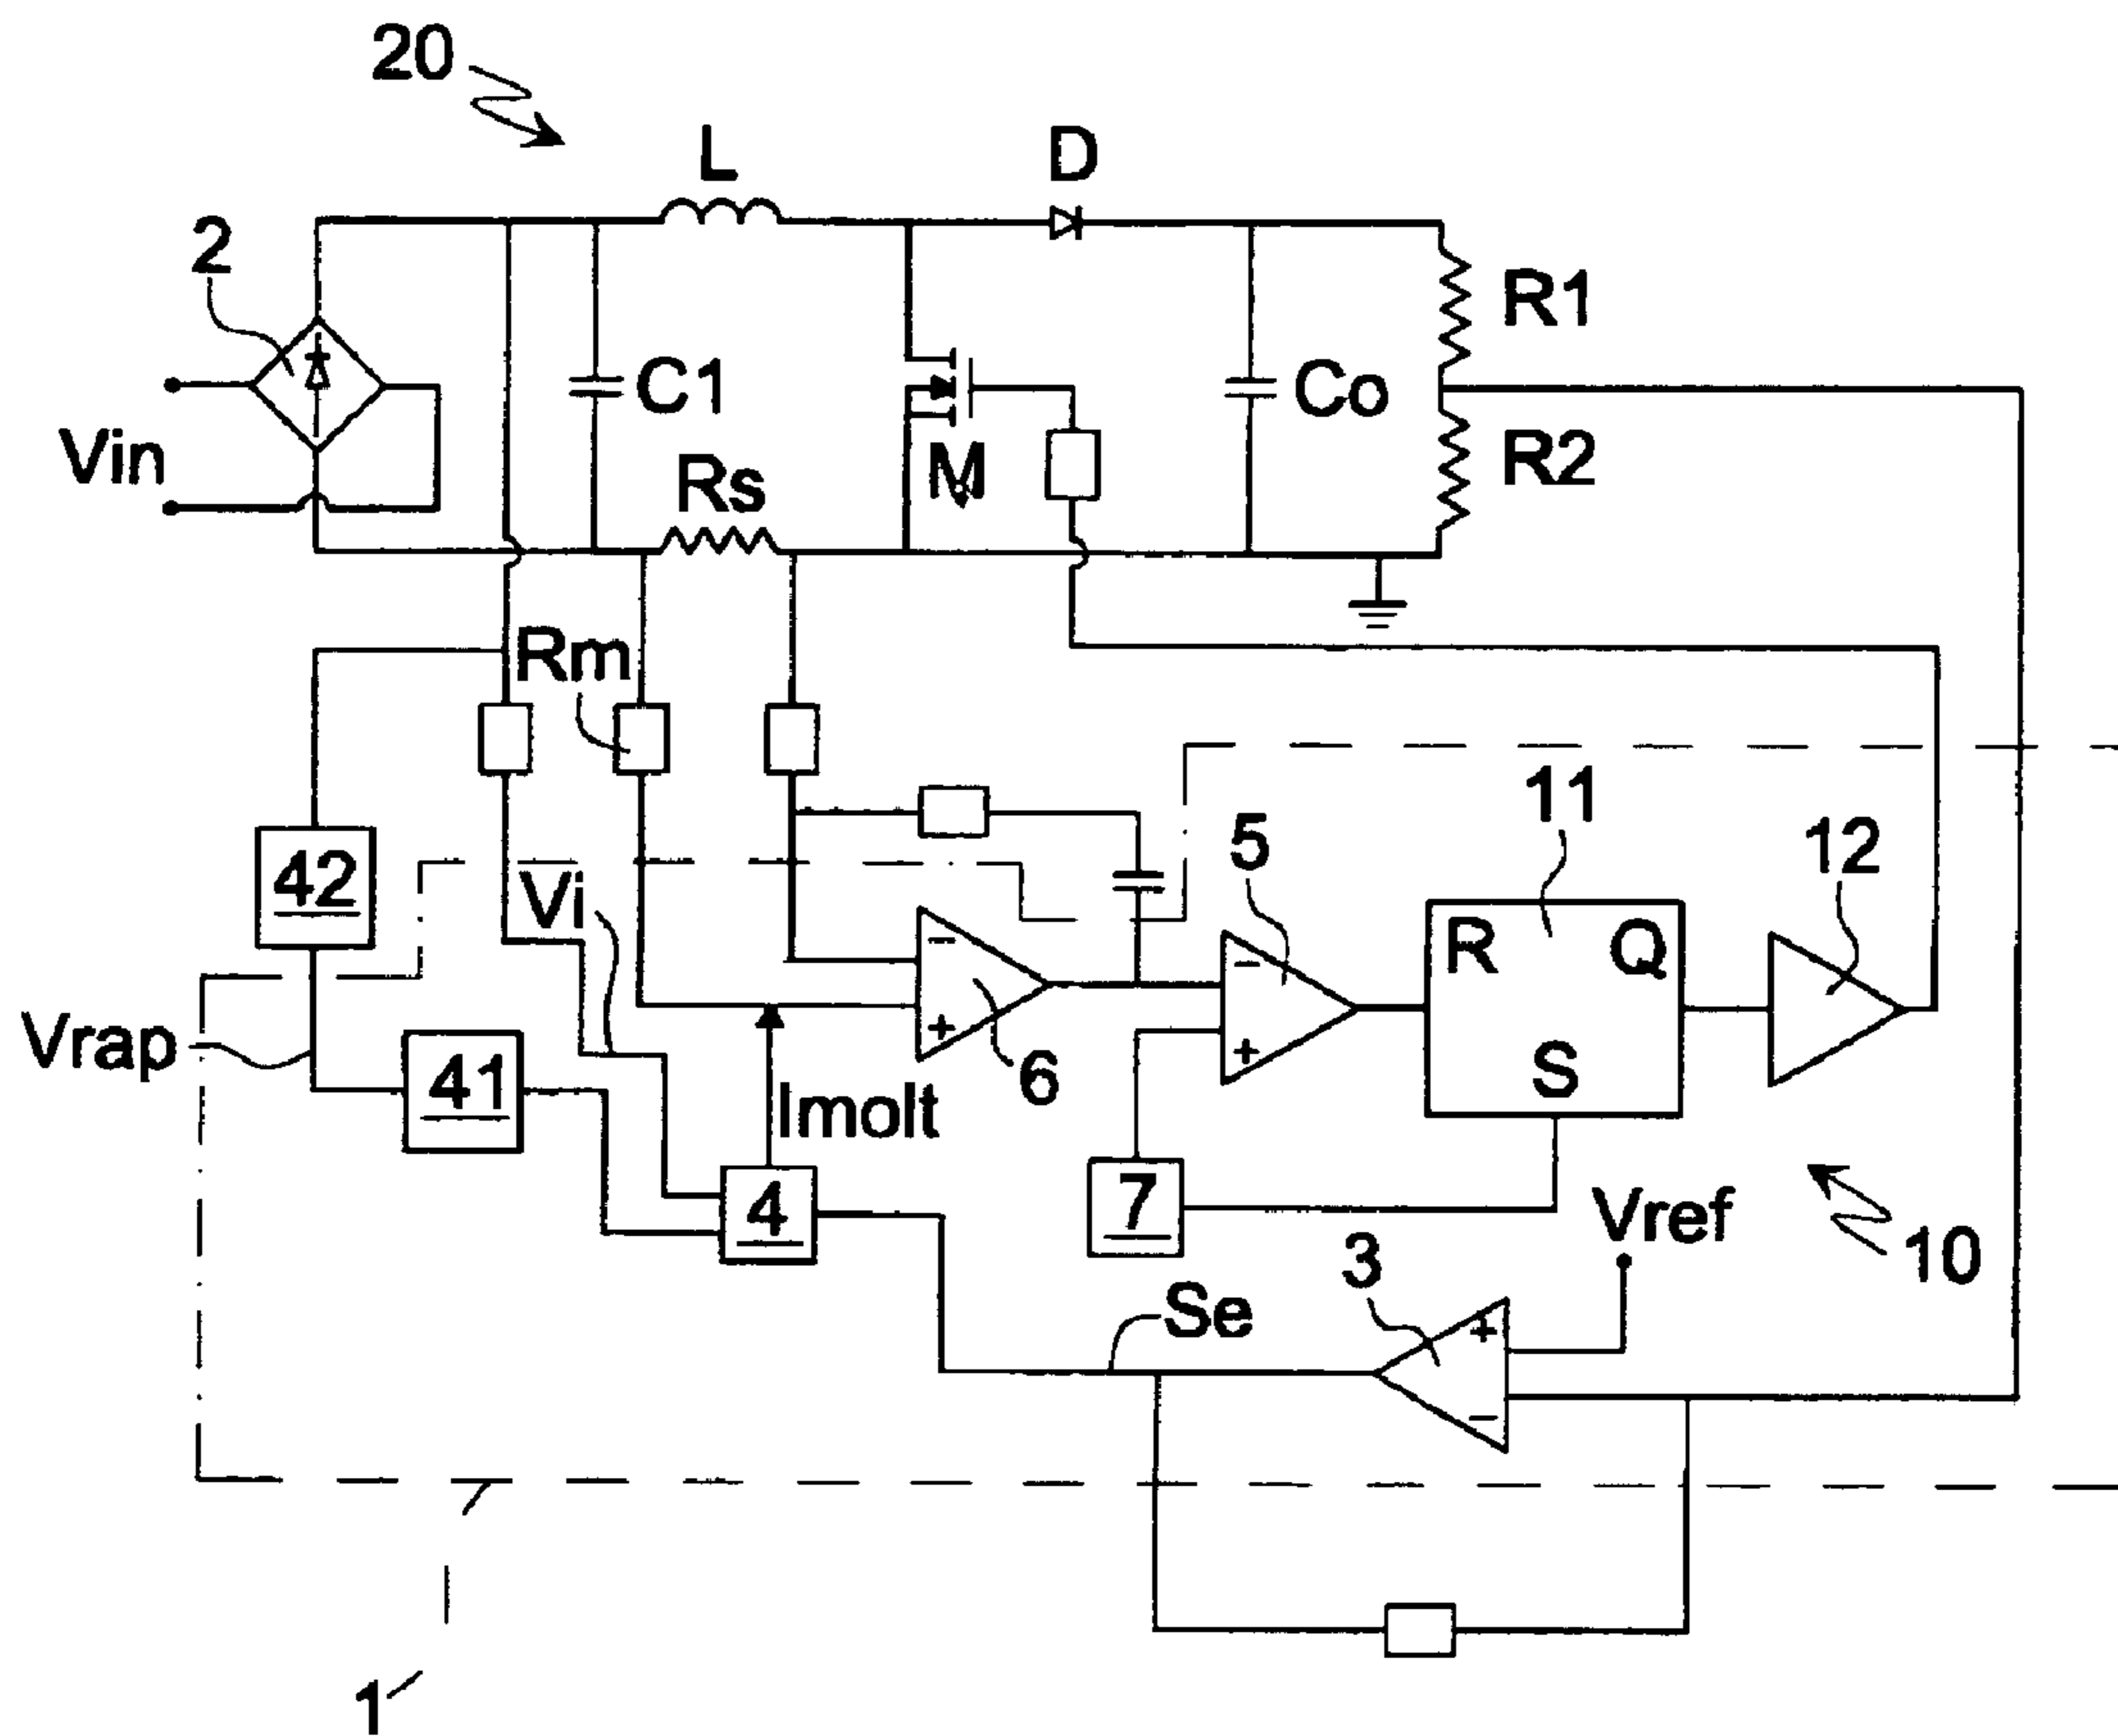 20
L
D
2
R1
C1
Co
Vin
M
R2
Rs
Rm
11
5
12
42
Vi
R
Q
-
-
Vrap
+
41
+
6
S
Imolt
4
7
Vref
10
3
Se
+
-
1